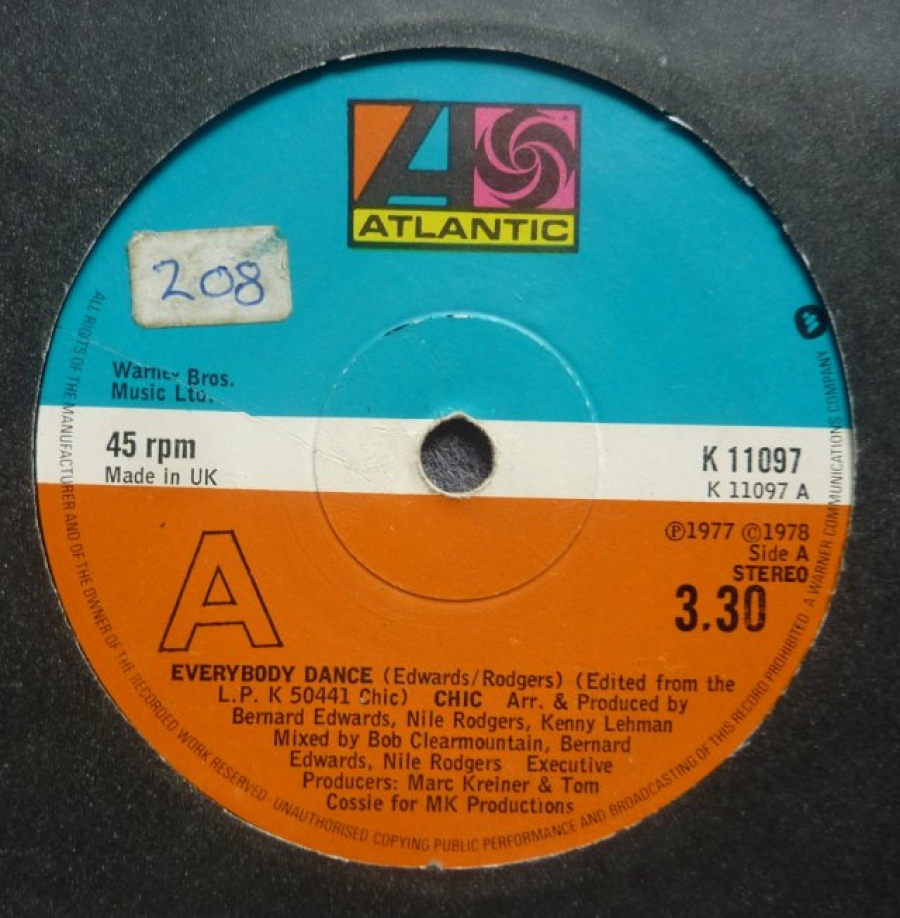 ATLANTIC
208
Warner Bros.
Music Ltd.
45 rpm
Made in UK
K 11097
K 11097 A
℗1977 ©1978
Side A
STEREO
3.30
A
EVERYBODY DANCE (Edwards/Rodgers) (Edited from the
L.P. K 50441 Chic) CHIC Arr. & Produced by
Bernard Edwards, Nile Rodgers, Kenny Lehman
Mixed by Bob Clearmountain, Bernard
Edwards, Nile Rodgers Executive
Producers: Marc Kreiner & Tom
Cossie for MK Productions
ALL RIGHTS OF THE MANUFACTURER AND OF THE OWNER OF THE RECORDED WORK RESERVED. UNAUTHORISED COPYING PUBLIC PERFORMANCE AND BROADCASTING OF THIS RECORD PROHIBITED. A WARNER COMMUNICATIONS COMPANY